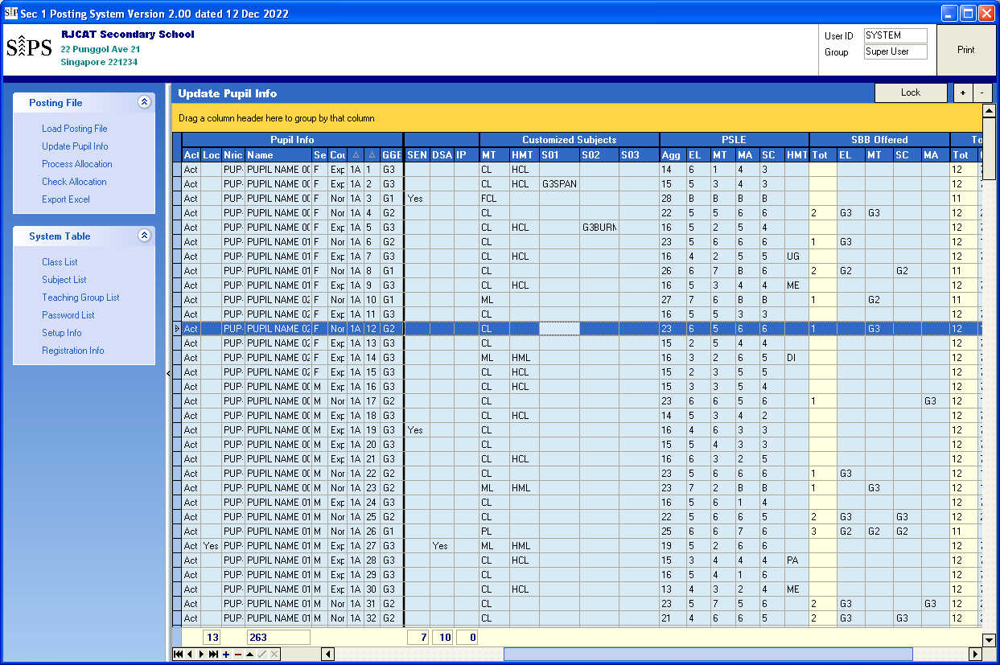 Sec 1 Posting System Version 2.00 dated 12 Dec 2022
SIPS RJCAT Secondary School
22 Punggol Ave 21
Singapore 221234
User ID SYSTEM
Group Super User
Print
Posting File
Load Posting File
Update Pupil Info
Process Allocation
Check Allocation
Export Excel
System Table
Class List
Subject List
Teaching Group List
Password List
Setup Info
Registration Info
Update Pupil Info Lock + -
Drag a column header here to group by that column
Pupil Info Customized Subjects PSLE SBB Offered To
Act Loc Nric Name Se Cou GGE SEN DSA IP MT HMT S01 S02 S03 Agg EL MT MA SC HMT Tot EL MT SC MA Tot
Act PUP- PUPIL NAME 00 F Exp 1A 1 G3 CL HCL 14 6 1 4 3 12
Act PUP- PUPIL NAME 00 F Exp 1A 2 G3 CL HCL G3SPAN 15 5 3 4 3 12
Act PUP- PUPIL NAME 00 F Nor 1A 3 G1 Yes FCL 28 B B B B 11
Act PUP- PUPIL NAME 00 F Nor 1A 4 G2 CL 22 5 5 6 6 2 G3 G3 12
Act PUP- PUPIL NAME 00 F Exp 1A 5 G3 CL HCL G3BURM 16 5 2 5 4 12
Act PUP- PUPIL NAME 01 F Nor 1A 6 G2 CL 23 5 6 6 6 1 G3 12
Act PUP- PUPIL NAME 01 F Exp 1A 7 G3 CL HCL 16 4 2 5 5 UG 12
Act PUP- PUPIL NAME 01 F Nor 1A 8 G1 CL 26 6 7 B 6 2 G2 G2 11
Act PUP- PUPIL NAME 01 F Exp 1A 9 G3 CL HCL 16 5 3 4 4 ME 12
Act PUP- PUPIL NAME 02 F Nor 1A 10 G1 ML 27 7 6 B B 1 G2 11
Act PUP- PUPIL NAME 02 F Exp 1A 11 G3 CL 16 5 5 3 3 12
Act PUP- PUPIL NAME 02 F Nor 1A 12 G2 CL 23 6 5 6 6 1 G3 12
Act PUP- PUPIL NAME 02 F Exp 1A 13 G3 CL 15 2 5 4 4 12
Act PUP- PUPIL NAME 02 F Exp 1A 14 G3 ML HML 16 3 2 6 5 DI 12
Act PUP- PUPIL NAME 02 F Exp 1A 15 G3 CL HCL 15 2 3 5 5 12
Act PUP- PUPIL NAME 00 M Exp 1A 16 G3 CL HCL 15 3 3 5 4 12
Act PUP- PUPIL NAME 00 M Nor 1A 17 G2 CL 23 6 6 5 6 1 G3 12
Act PUP- PUPIL NAME 00 M Exp 1A 18 G3 CL HCL 14 5 3 4 2 12
Act PUP- PUPIL NAME 00 M Exp 1A 19 G3 Yes CL 16 4 6 3 3 12
Act PUP- PUPIL NAME 00 M Exp 1A 20 G3 CL 15 5 4 3 3 12
Act PUP- PUPIL NAME 00 M Exp 1A 21 G3 CL HCL 16 6 3 2 5 12
Act PUP- PUPIL NAME 00 M Nor 1A 22 G2 CL 23 5 6 6 6 1 G3 12
Act PUP- PUPIL NAME 00 M Nor 1A 23 G2 ML HML 23 7 2 B B 1 G3 12
Act PUP- PUPIL NAME 01 M Exp 1A 24 G3 CL 16 5 6 1 4 12
Act PUP- PUPIL NAME 01 M Nor 1A 25 G2 CL 22 5 6 6 5 2 G3 G3 12
Act PUP- PUPIL NAME 01 M Nor 1A 26 G1 PL 25 6 6 7 6 3 G2 G2 G2 11
Act Yes PUP- PUPIL NAME 01 M Exp 1A 27 G3 Yes ML HML 19 5 2 6 6 12
Act PUP- PUPIL NAME 01 M Exp 1A 28 G3 CL HCL 15 3 4 4 4 PA 12
Act PUP- PUPIL NAME 01 M Exp 1A 29 G3 CL 16 5 4 1 6 12
Act PUP- PUPIL NAME 01 M Exp 1A 30 G3 CL HCL 13 4 3 2 4 ME 12
Act PUP- PUPIL NAME 01 M Nor 1A 31 G2 CL 23 5 7 5 6 2 G3 G3 12
Act PUP- PUPIL NAME 01 M Nor 1A 32 G2 CL 21 4 6 6 5 2 G3 G3 12
13 263 7 10 0